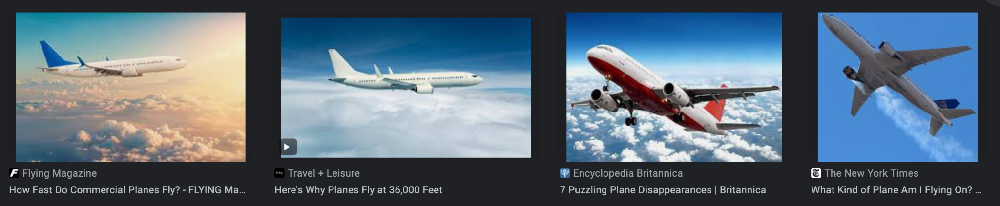 Flying Magazine
How Fast Do Commercial Planes Fly? - FLYING Ma...
Travel + Leisure
Here's Why Planes Fly at 36,000 Feet
Encyclopedia Britannica
7 Puzzling Plane Disappearances | Britannica
The New York Times
What Kind of Plane Am I Flying On? ...